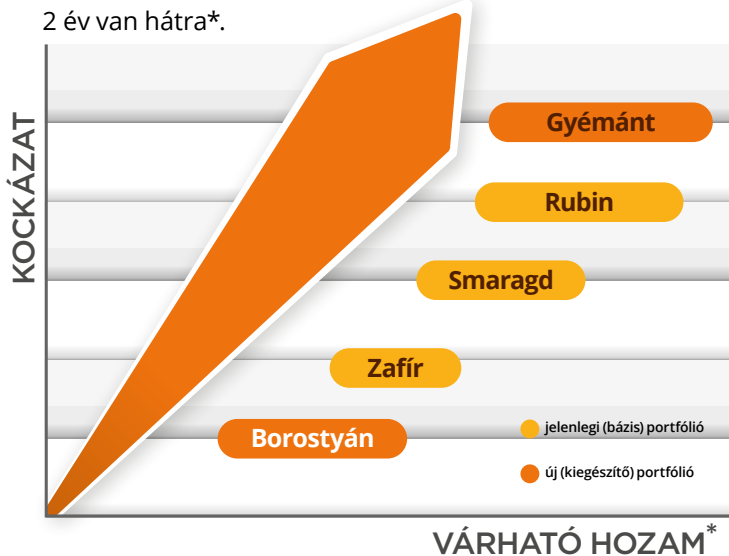 2 év van hátra*.
KOCKÁZAT
Gyémánt
Rubin
Smaragd
Zafír
Borostyán
jelenlegi (bázis) portfólió
új (kiegészítő) portfólió
VÁRHATÓ HOZAM*